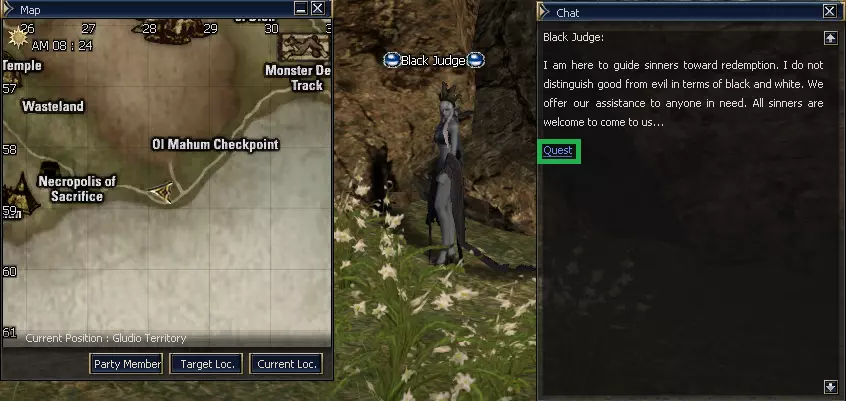 Map
26 27 28 29 30
AM 08 : 24
Temple
Monster De
Track
57
Wasteland
58
Ol Mahum Checkpoint
Necropolis of
Sacrifice
59
60
61
Current Position : Gludio Territory
Party Member Target Loc. Current Loc.
Black Judge
Chat
Black Judge:
I am here to guide sinners toward redemption. I do not
distinguish good from evil in terms of black and white. We
offer our assistance to anyone in need. All sinners are
welcome to come to us...
Quest